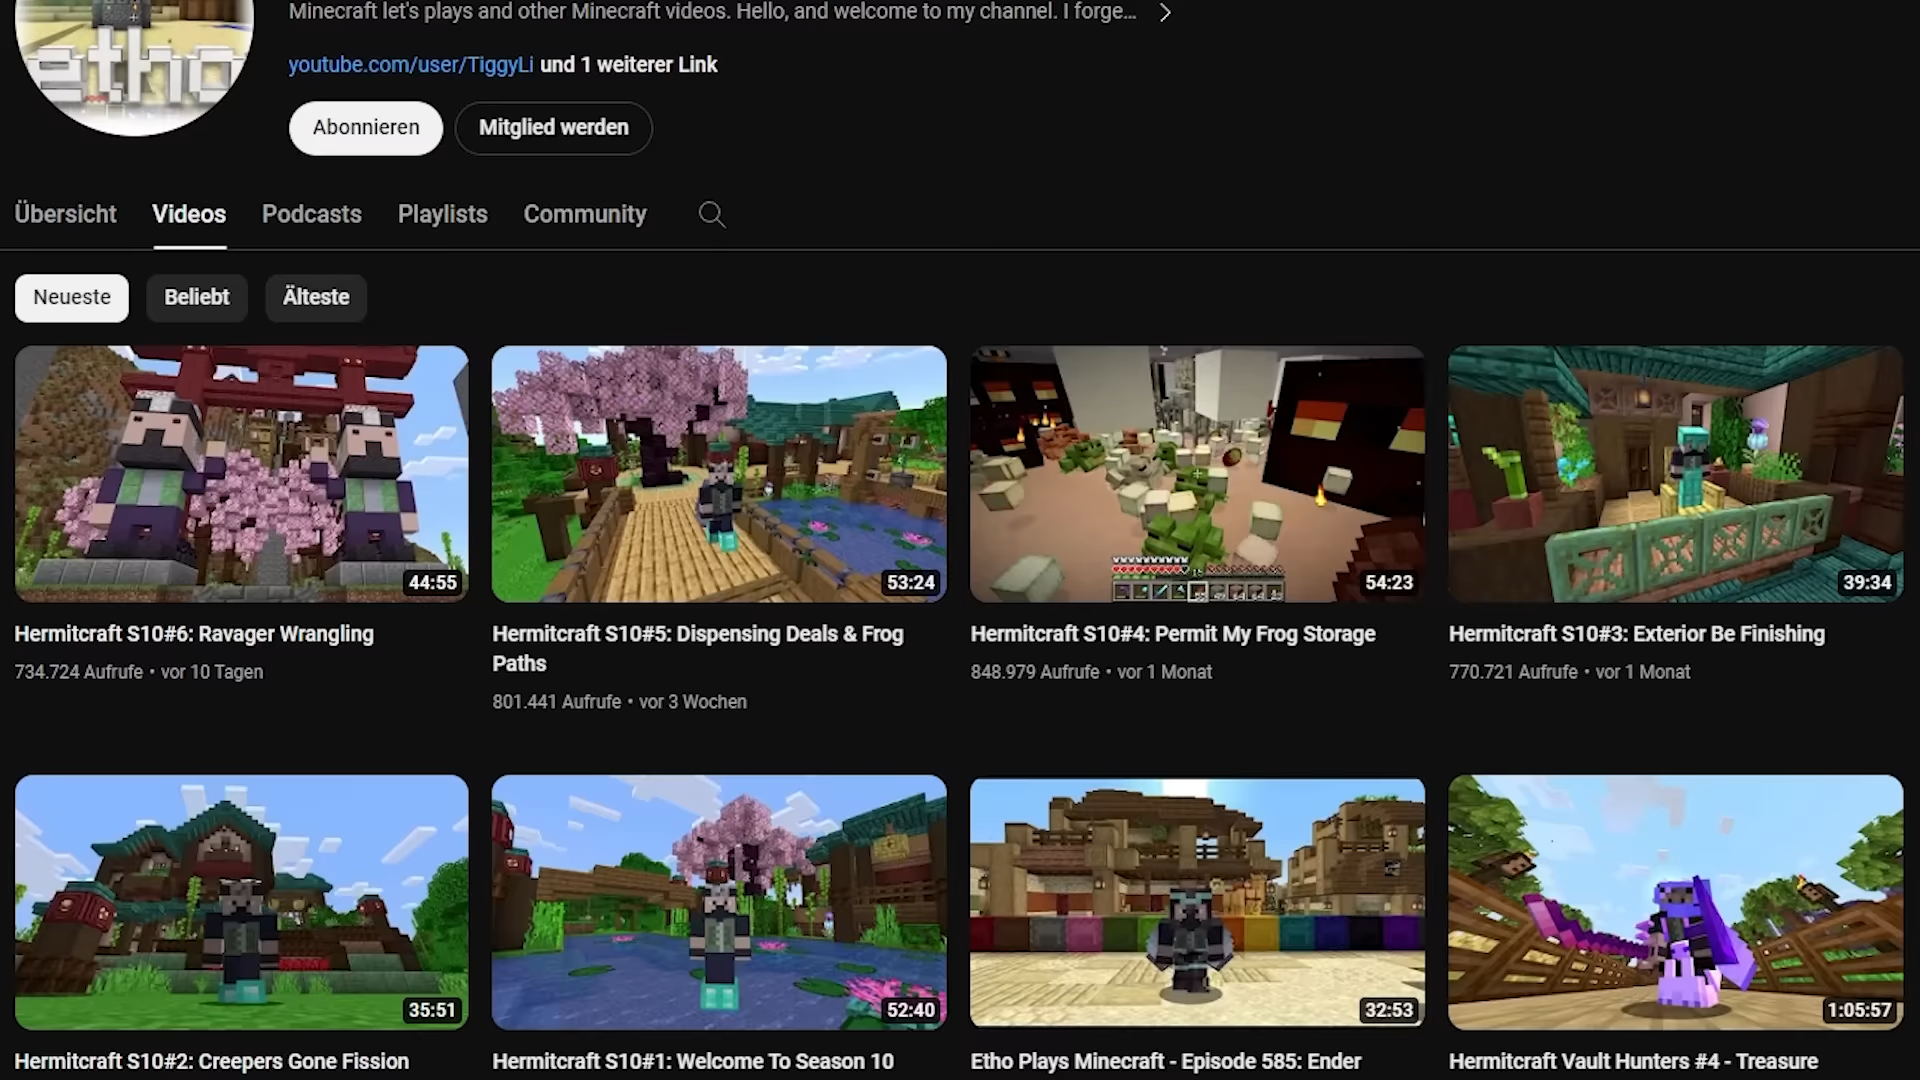 etho
Minecraft let's plays and other Minecraft videos. Hello, and welcome to my channel. I forge...
youtube.com/user/TiggyLi und 1 weiterer Link
Abonnieren
Mitglied werden
Übersicht
Videos
Podcasts
Playlists
Community
Neueste
Beliebt
Älteste
44:55
53:24
54:23
39:34
Hermitcraft S10#6: Ravager Wrangling
734.724 Aufrufe • vor 10 Tagen
Hermitcraft S10#5: Dispensing Deals & Frog
Paths
801.441 Aufrufe • vor 3 Wochen
Hermitcraft S10#4: Permit My Frog Storage
848.979 Aufrufe • vor 1 Monat
Hermitcraft S10#3: Exterior Be Finishing
770.721 Aufrufe • vor 1 Monat
35:51
52:40
32:53
1:05:57
Hermitcraft S10#2: Creepers Gone Fission
Hermitcraft S10#1: Welcome To Season 10
Etho Plays Minecraft - Episode 585: Ender
Hermitcraft Vault Hunters #4 - Treasure